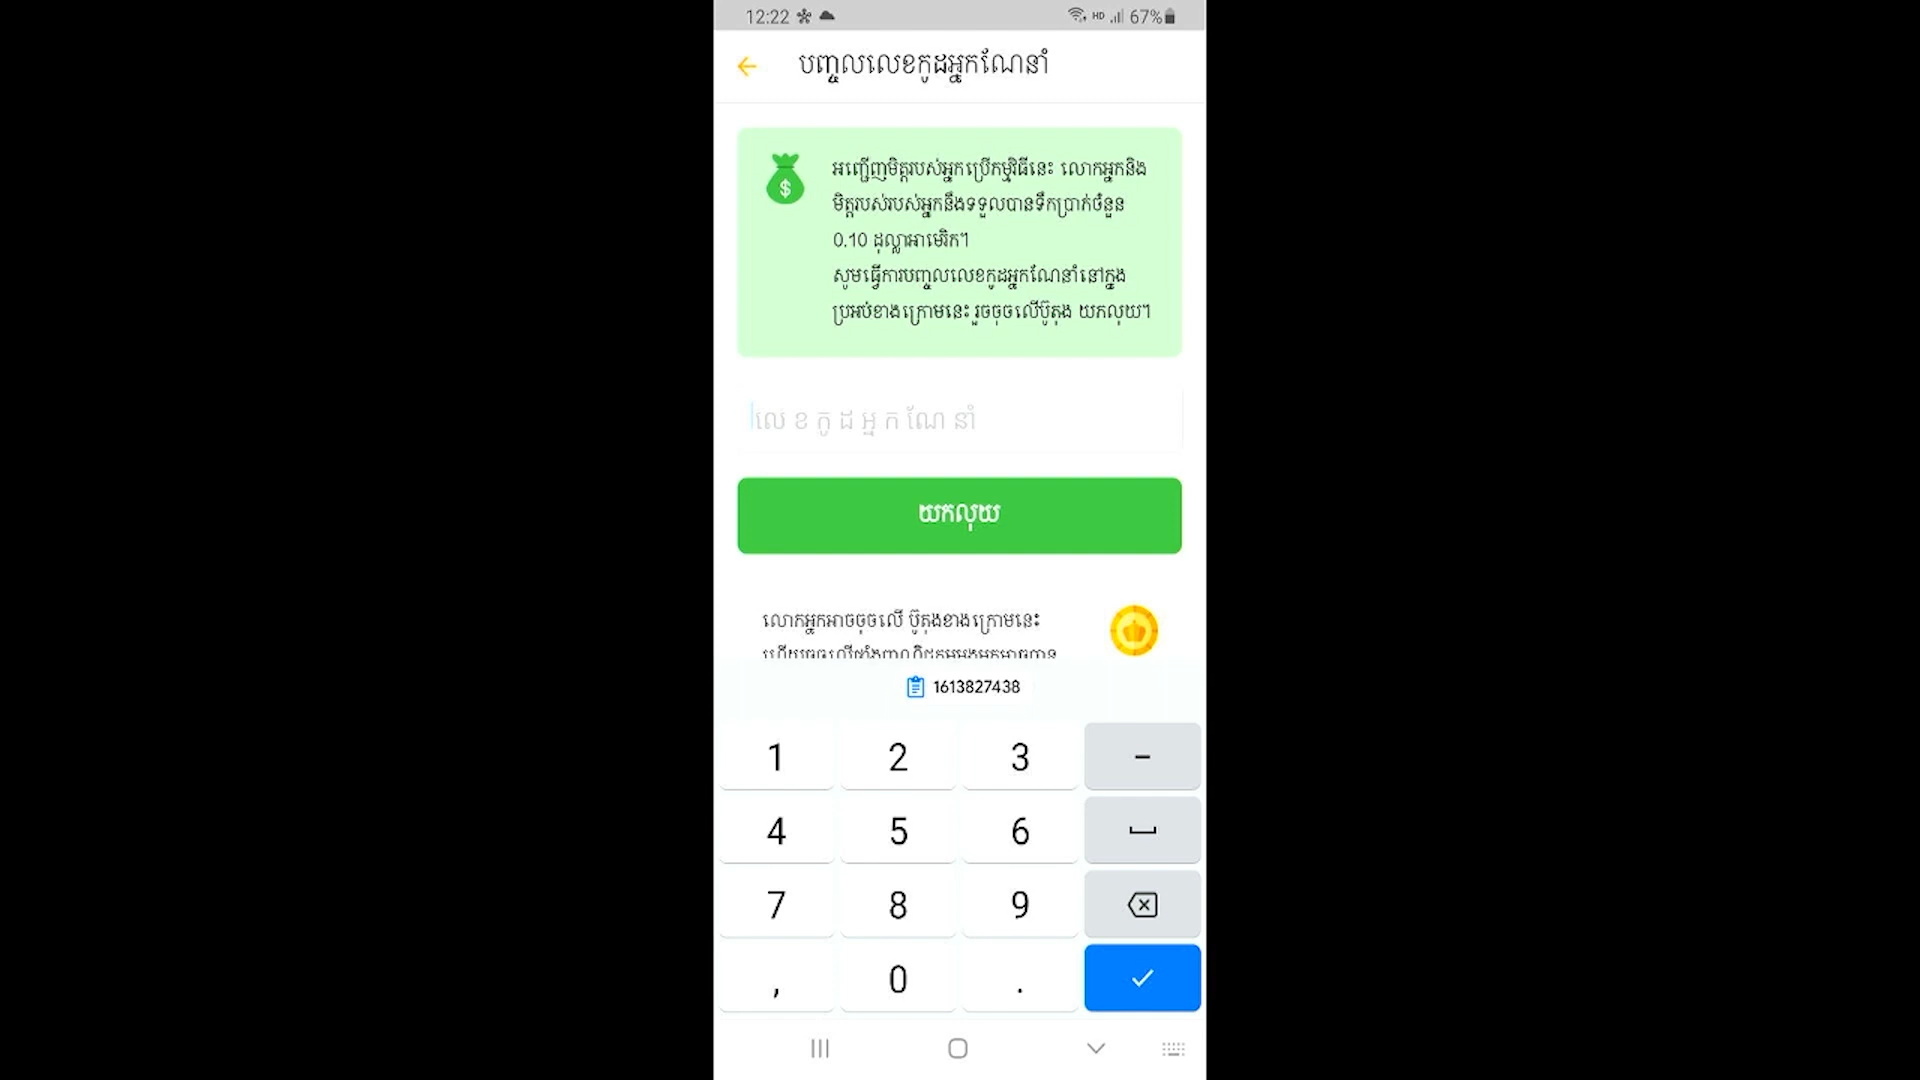 12:22
HD 67%
បញ្ចូលលេខកូដអ្នកណែនាំ
អញ្ជើញមិត្តរបស់អ្នកប្រើកម្មវិធីនេះ លោកអ្នកនិង
មិត្តរបស់របស់អ្នកនឹងទទួលបានទឹកប្រាក់ចំនួន
0.10 ដុល្លាអាមេរិក។
សូមធ្វើការបញ្ចូលលេខកូដអ្នកណែនាំនៅក្នុង
ប្រអប់ខាងក្រោមនេះ រួចចុចលើប៊ូតុង យកលុយ។
លេខកូដអ្នកណែនាំ
យកលុយ
លោកអ្នកអាចចុចលើ ប៊ូតុងខាងក្រោមនេះ
1613827438
1 2 3 -
4 5 6
7 8 9
, 0 .